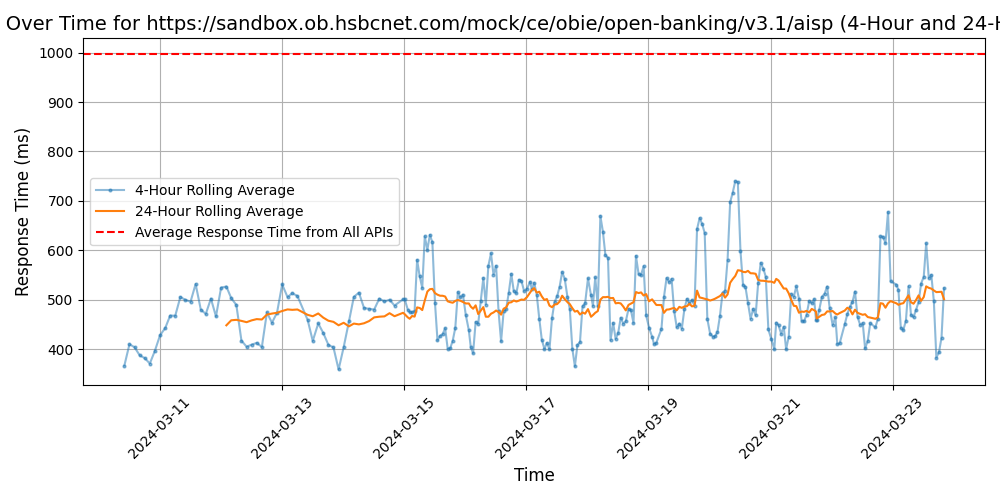 Over Time for https://sandbox.ob.hsbcnet.com/mock/ce/obie/open-banking/v3.1/aisp (4-Hour and 24-H
Response Time (ms)
1000
900
800
700
600
500
400
4-Hour Rolling Average
24-Hour Rolling Average
Average Response Time from All APIs
2024-03-11
2024-03-13
2024-03-15
2024-03-17
2024-03-19
2024-03-21
2024-03-23
Time